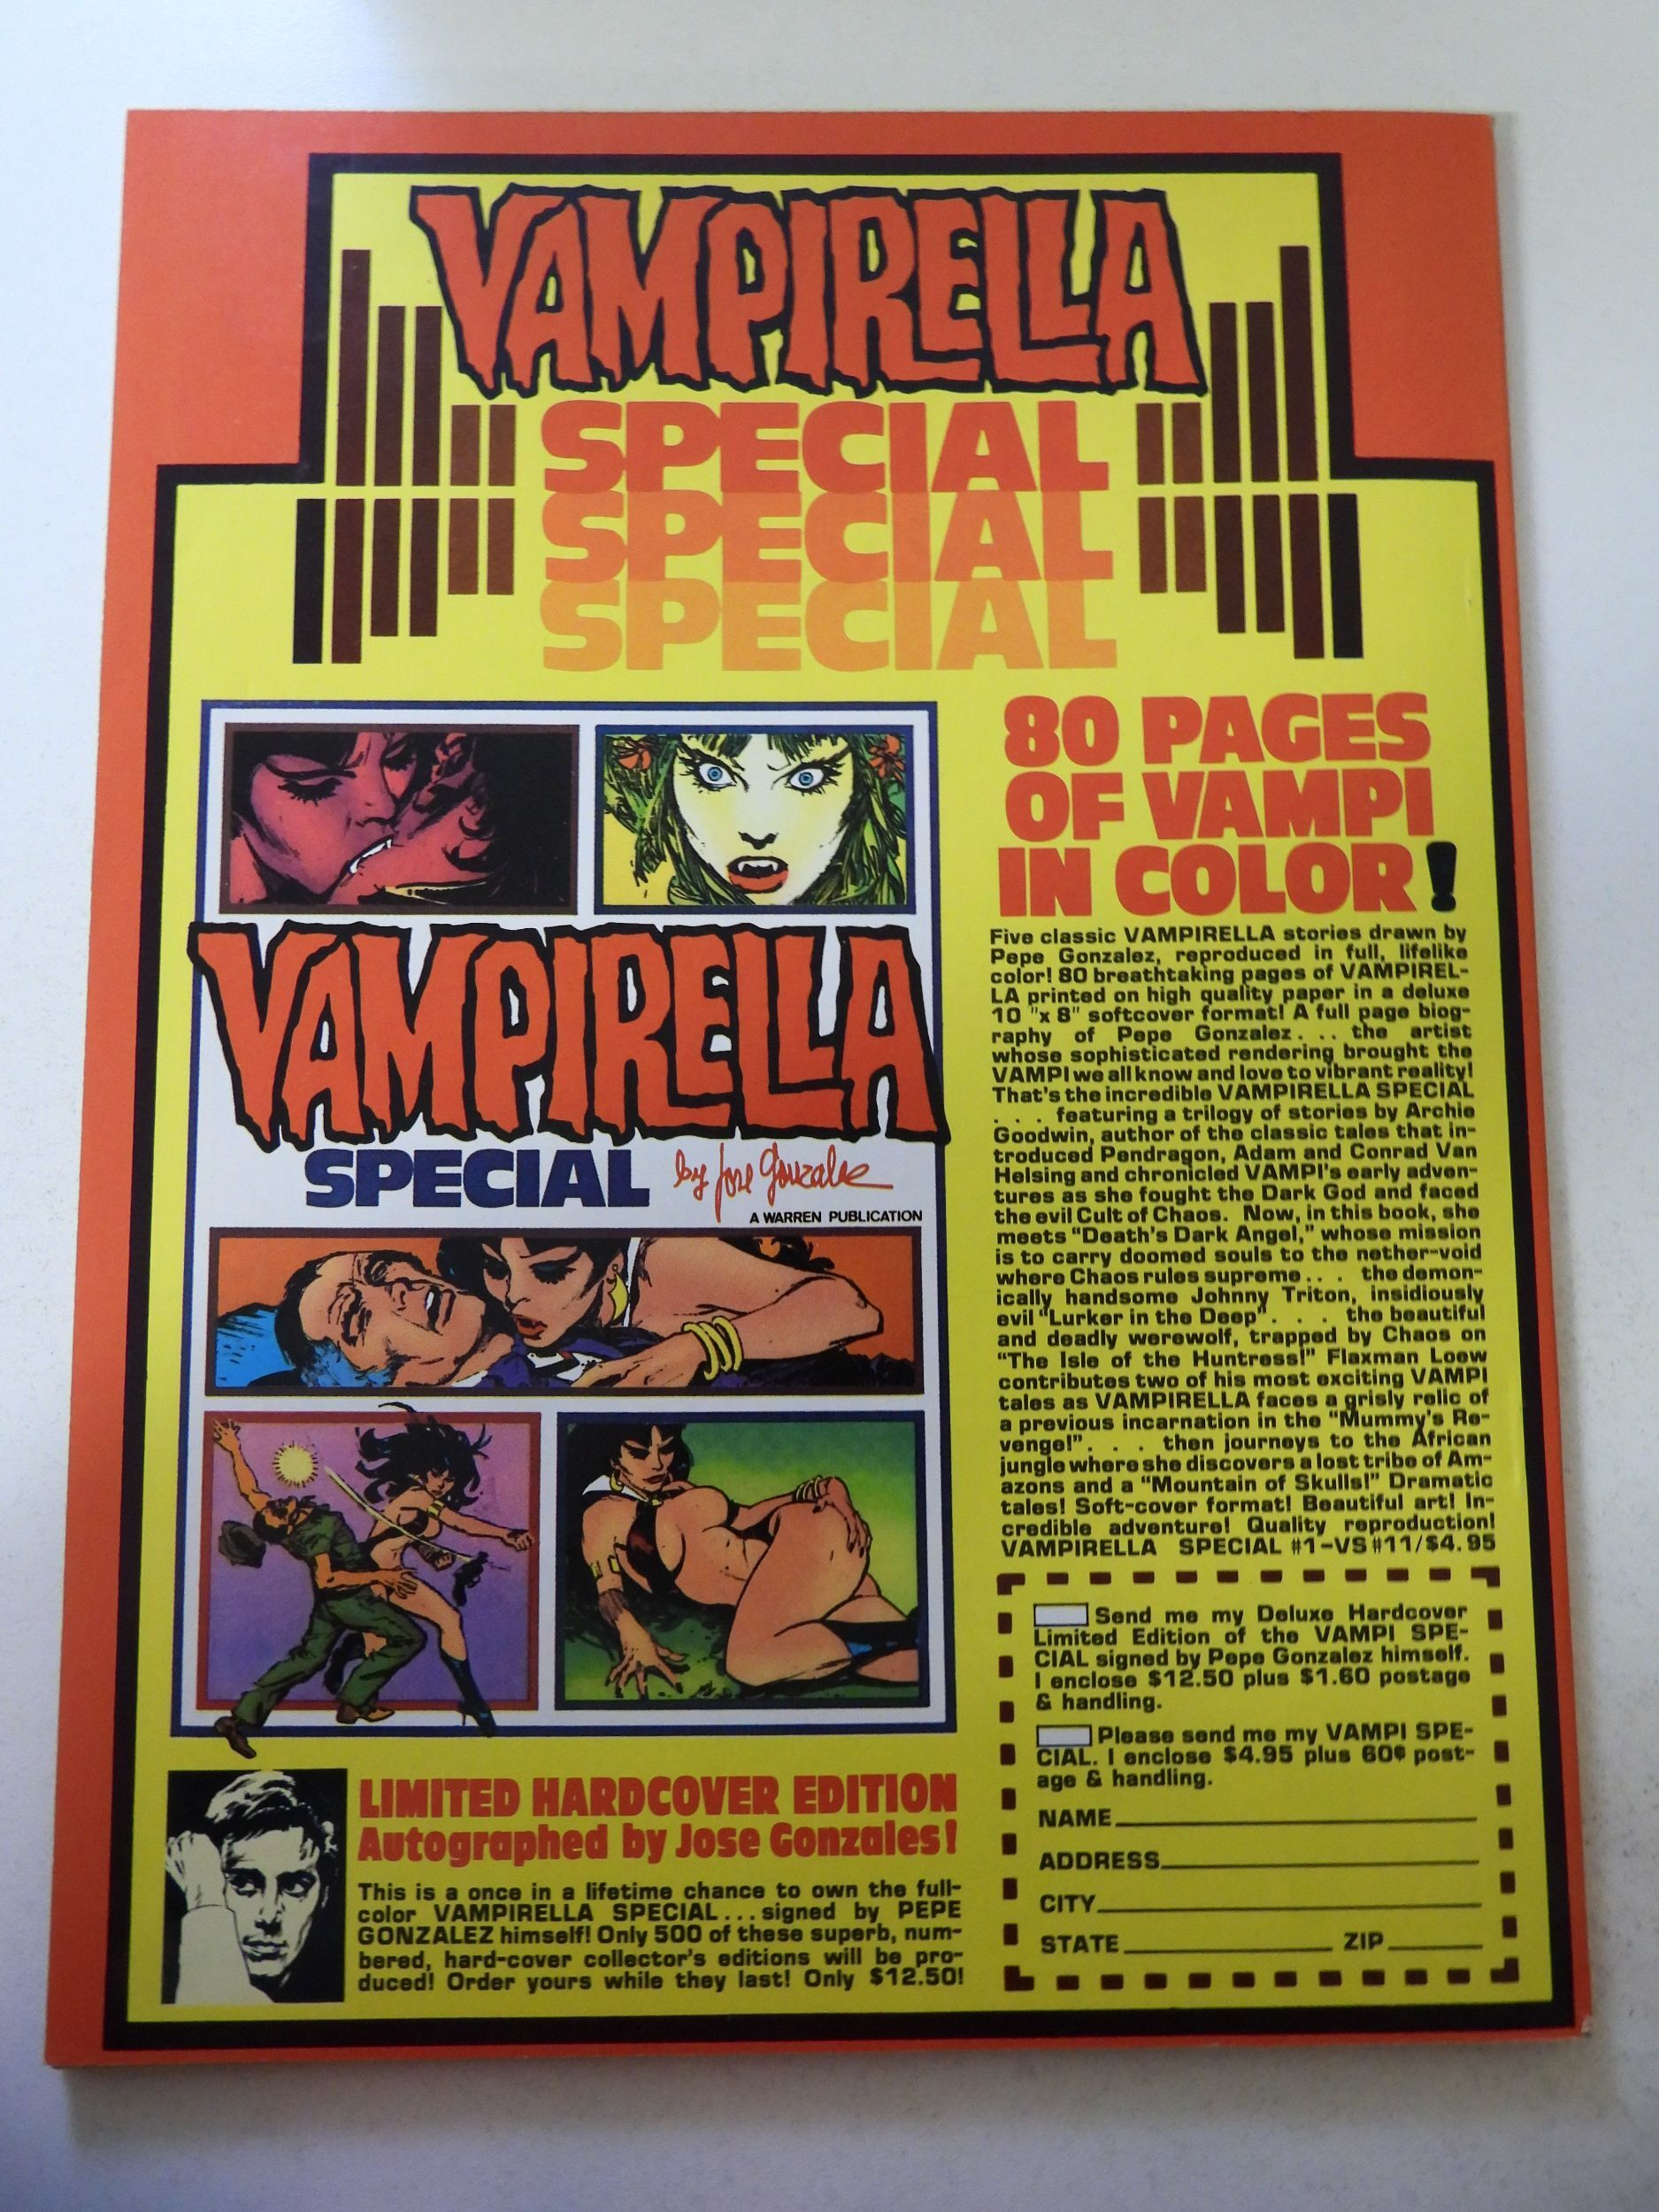 VAMPIRELLA
SPECIAL
SPECIAL
SPECIAL
VAMPIRELLA
SPECIAL by Jose Gonzalez
A WARREN PUBLICATION
80 PAGES
OF VAMPI
IN COLOR!
Five classic VAMPIRELLA stories drawn by
Pepe Gonzalez, reproduced in full, lifelike
color! 80 breathtaking pages of VAMPIREL-
LA printed on high quality paper in a deluxe
10 "x 8" softcover format! A full page biog-
raphy of Pepe Gonzalez. . . the artist
whose sophisticated rendering brought the
VAMPI we all know and love to vibrant reality!
That's the incredible VAMPIRELLA SPECIAL
. . . featuring a trilogy of stories by Archie
Goodwin, author of the classic tales that in-
troduced Pendragon, Adam and Conrad Van
Helsing and chronicled VAMPI's early adven-
tures as she fought the Dark God and faced
the evil Cult of Chaos. Now, in this book, she
meets "Death's Dark Angel," whose mission
is to carry doomed souls to the nether-void
where Chaos rules supreme. . . the demon-
ically handsome Johnny Triton, insidiously
evil "Lurker in the Deep". . . the beautiful
and deadly werewolf, trapped by Chaos on
"The Isle of the Huntress!" Flaxman Loew
contributes two of his most exciting VAMPI
tales as VAMPIRELLA faces a grisly relic of
a previous incarnation in the "Mummy's Re-
venge!". . . then journeys to the African
jungle where she discovers a lost tribe of Am-
azons and a "Mountain of Skulls!" Dramatic
tales! Soft-cover format! Beautiful art! In-
credible adventure! Quality reproduction!
VAMPIRELLA SPECIAL #1-VS#11/$4.95
Send me my Deluxe Hardcover
Limited Edition of the VAMPI SPE-
CIAL signed by Pepe Gonzalez himself.
I enclose $12.50 plus $1.60 postage
& handling.
Please send me my VAMPI SPE-
CIAL. I enclose $4.95 plus 60¢ post-
age & handling.
NAME
ADDRESS
CITY
STATE ZIP
LIMITED HARDCOVER EDITION
Autographed by Jose Gonzales!
This is a once in a lifetime chance to own the full-
color VAMPIRELLA SPECIAL...signed by PEPE
GONZALEZ himself! Only 500 of these superb, num-
bered, hard-cover collector's editions will be pro-
duced! Order yours while they last! Only $12.50!